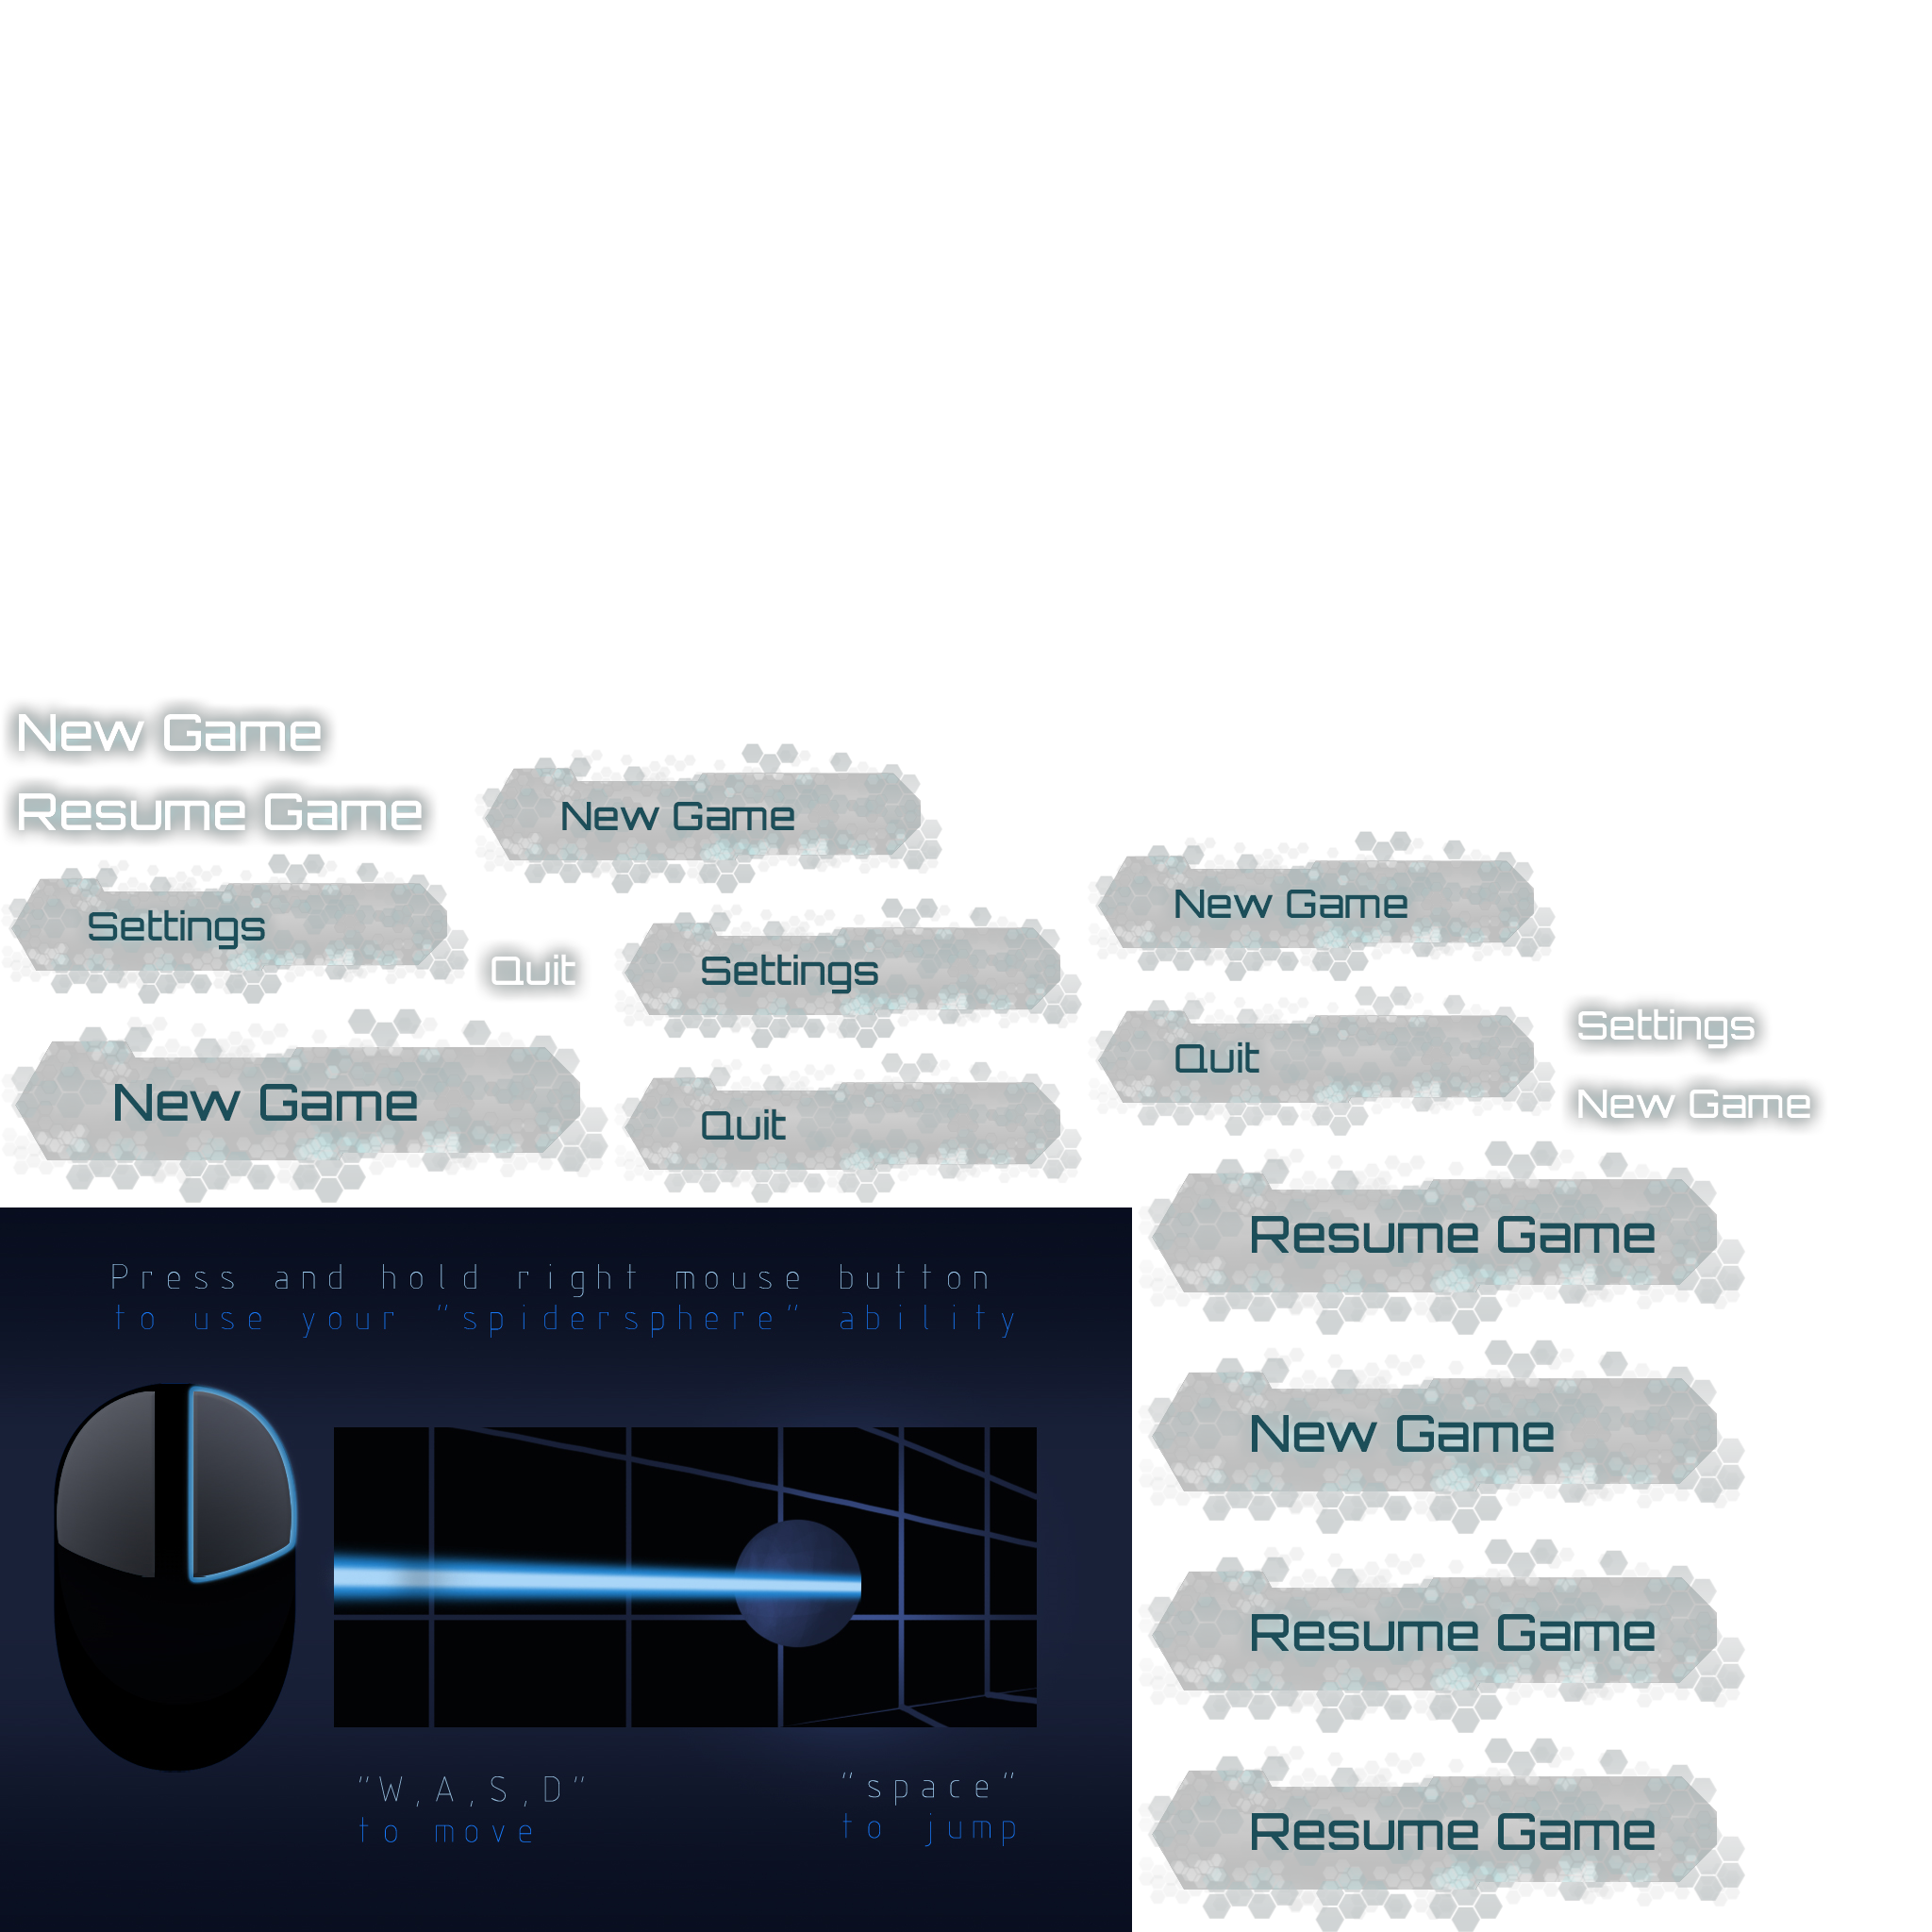 New Game
Resume Game
New Game
Settings
New Game
Quit
Settings
Quit
Settings
New Game
New Game
Quit
Resume Game
New Game
Resume Game
Resume Game
Press and hold right mouse button
to use your "spidersphere" ability
"W,A,S,D"
to move
"space"
to jump